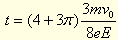 t = (4+3π) 3mv₀/8eE